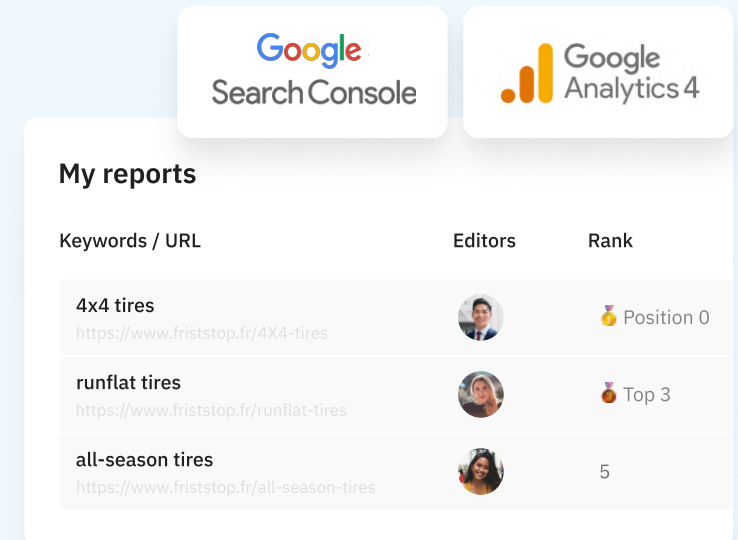 Google
Search Console
Google
Analytics 4
My reports
Keywords / URL
Editors
Rank
4x4 tires
https://www.friststop.fr/4X4-tires
Position 0
runflat tires
https://www.friststop.fr/runflat-tires
Top 3
all-season tires
https://www.friststop.fr/all-season-tires
5